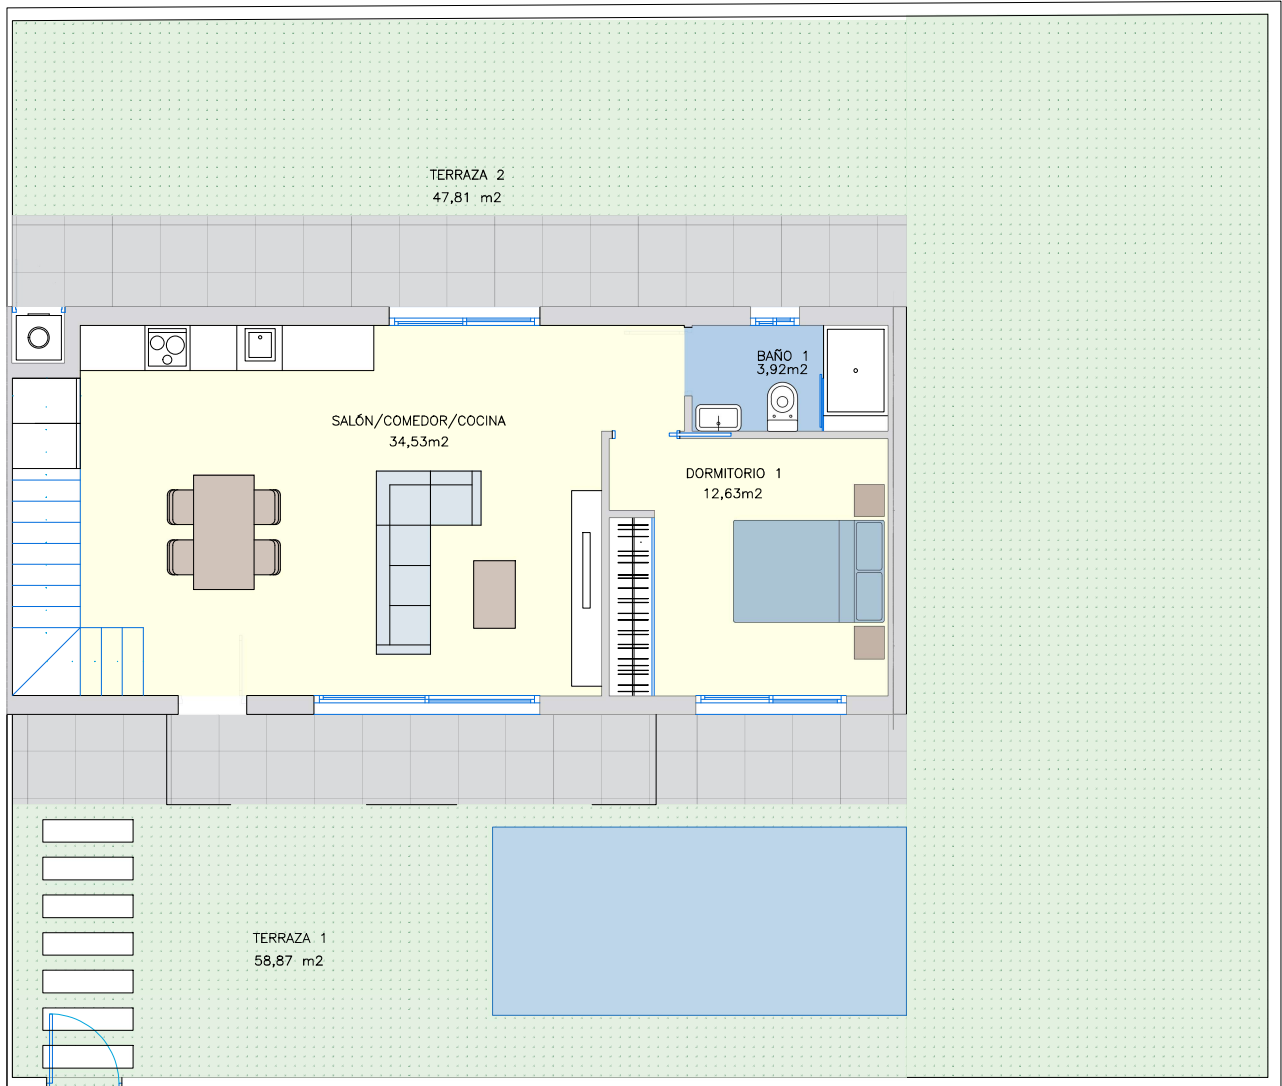 TERRAZA 2
47,81 m2
BAÑO 1
3,92m2
SALÓN/COMEDOR/COCINA
34,53m2
DORMITORIO 1
12,63m2
TERRAZA 1
58,87 m2